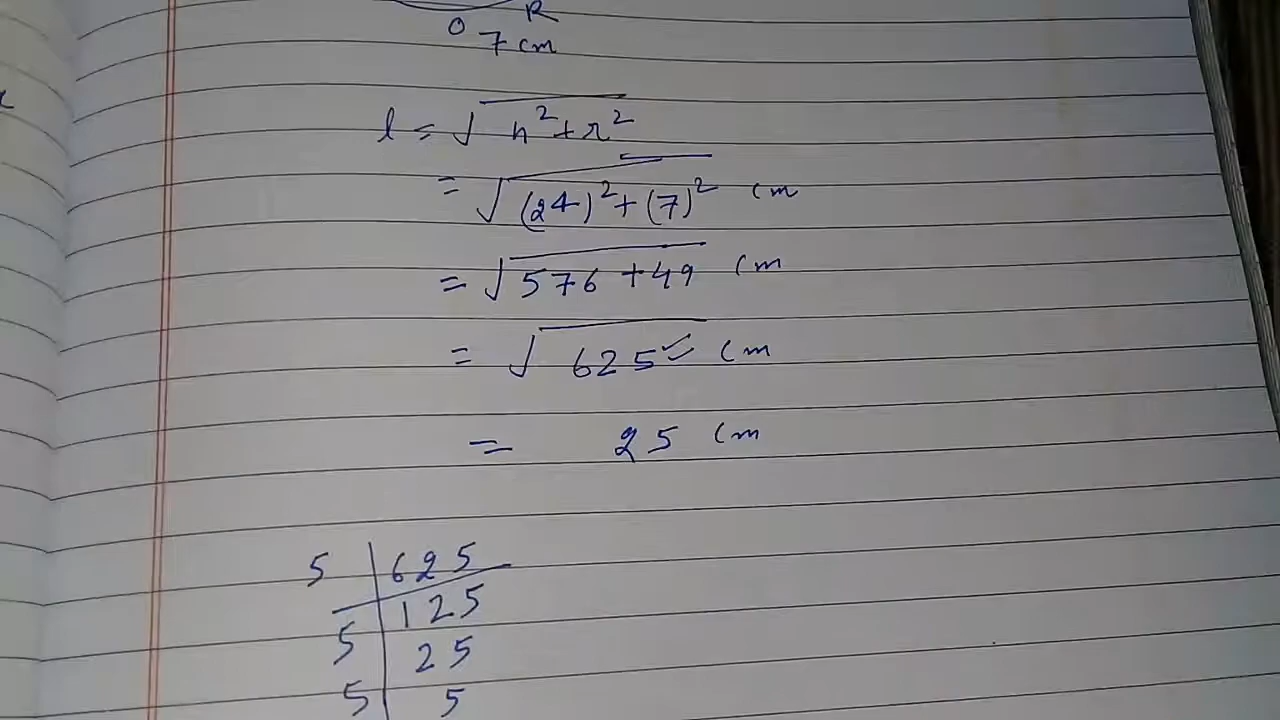 O R
7 cm
l = √h²+r²
= √(24)²+(7)² cm
= √576+49 cm
= √625 cm
= 25 cm
5 | 625
5 | 125
5 | 25
5